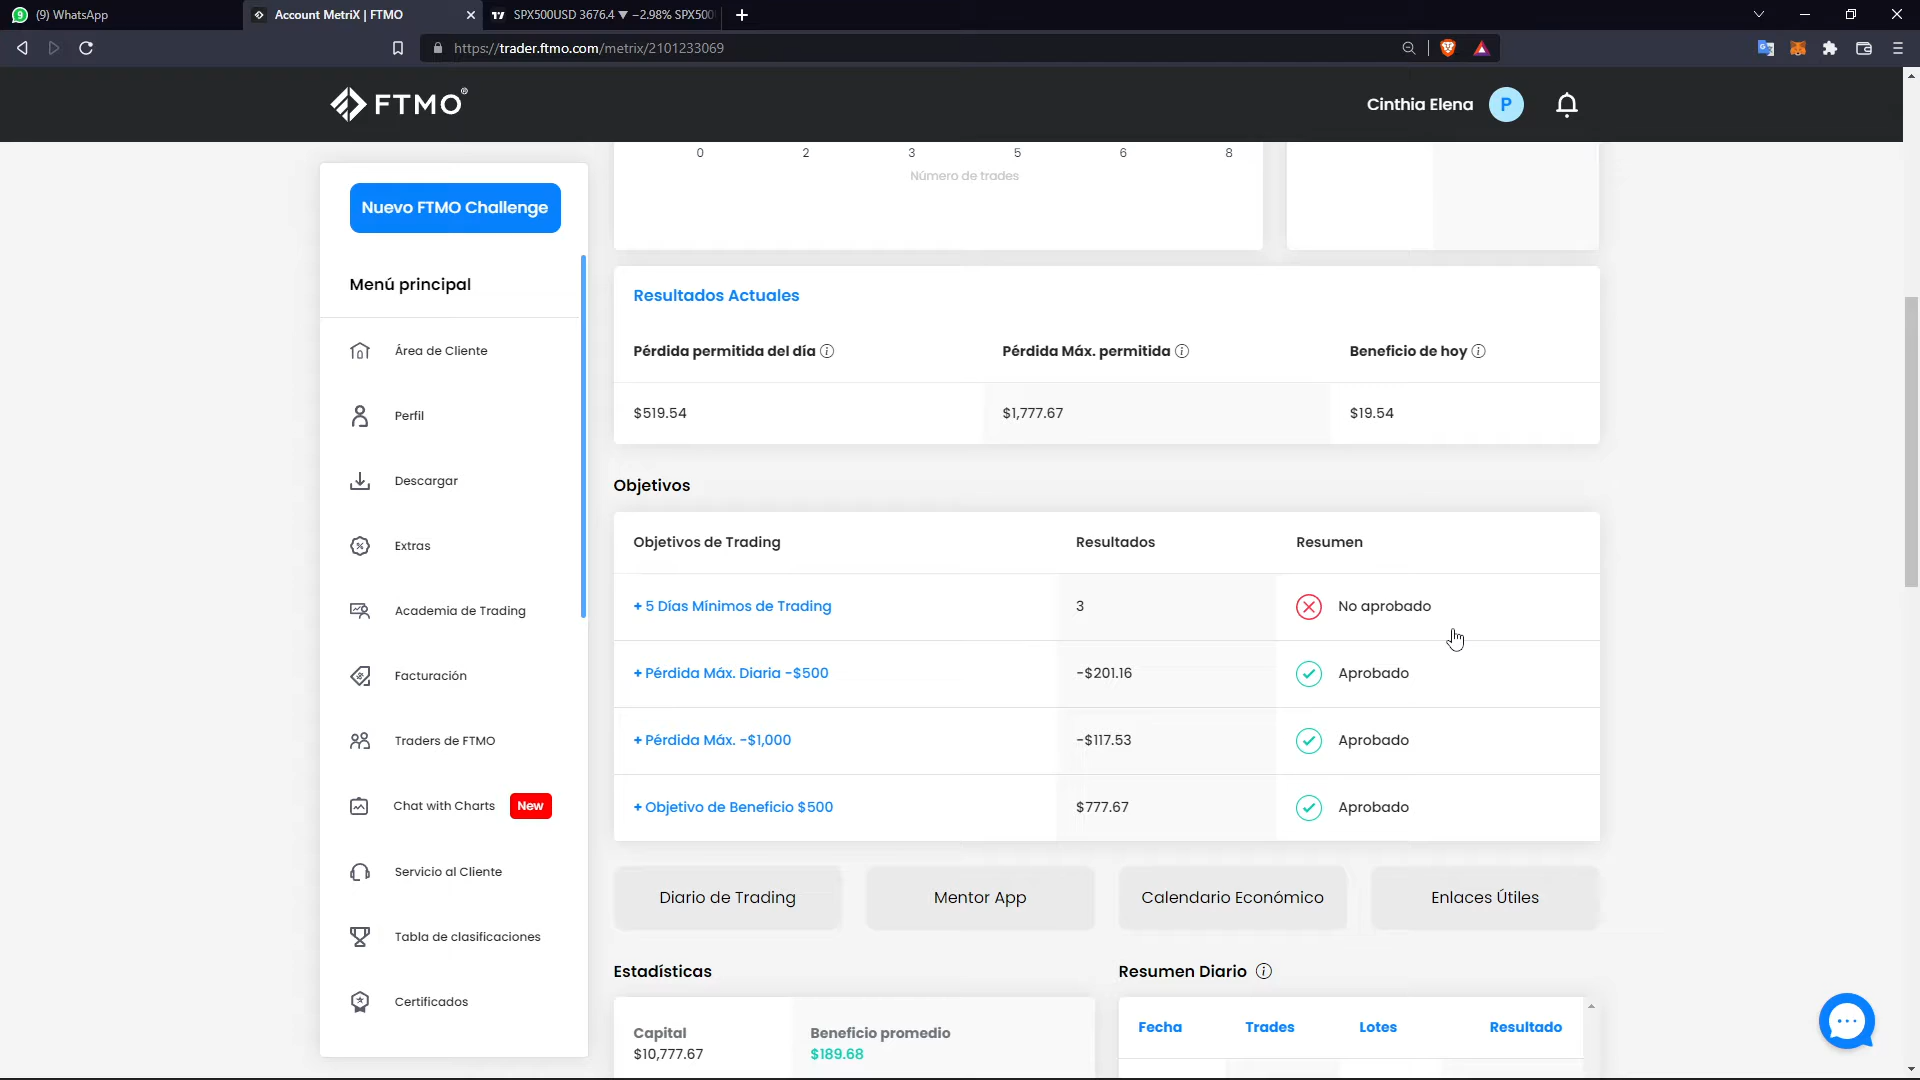 (9) WhatsApp
Account MetriX | FTMO
SPX500USD 3676.4 ▼ −2.98% SPX500
https://trader.ftmo.com/metrix/2101233069
FTMO®
Cinthia Elena
P
Nuevo FTMO Challenge
Menú principal
Área de Cliente
Perfil
Descargar
Extras
Academia de Trading
Facturación
Traders de FTMO
Chat with Charts New
Servicio al Cliente
Tabla de clasificaciones
Certificados
0 2 3 5 6 8
Número de trades
Resultados Actuales
Pérdida permitida del día Pérdida Máx. permitida Beneficio de hoy
$519.54 $1,777.67 $19.54
Objetivos
Objetivos de Trading Resultados Resumen
+ 5 Días Mínimos de Trading 3 No aprobado
+ Pérdida Máx. Diaria -$500 -$201.16 Aprobado
+ Pérdida Máx. -$1,000 -$117.53 Aprobado
+ Objetivo de Beneficio $500 $777.67 Aprobado
Diario de Trading Mentor App Calendario Económico Enlaces Útiles
Estadísticas
Capital Beneficio promedio
$10,777.67 $189.68
Resumen Diario
Fecha Trades Lotes Resultado